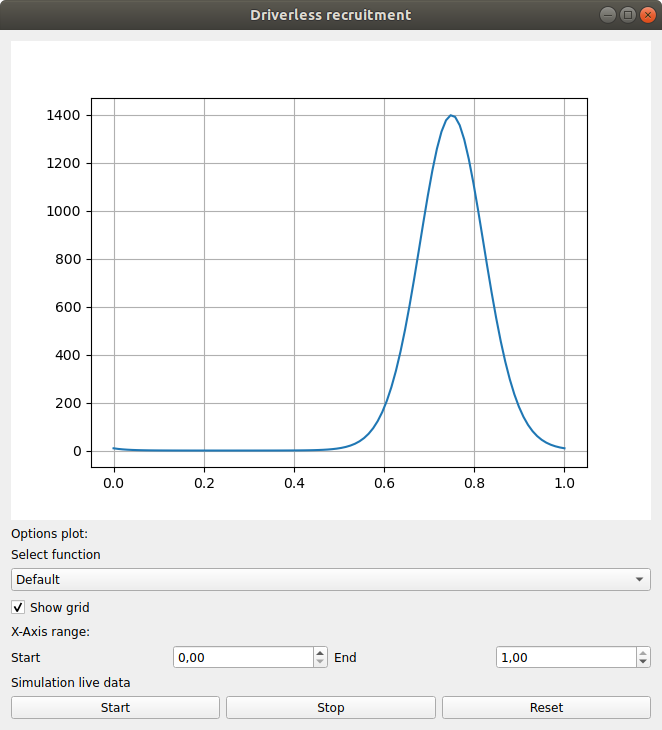 Driverless recruitment
1400
1200
1000
800
600
400
200
0
0.0 0.2 0.4 0.6 0.8 1.0
Options plot:
Select function
Default
Show grid
X-Axis range:
Start 0,00 End 1,00
Simulation live data
Start Stop Reset